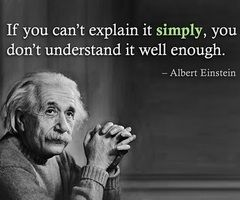 If you can't explain it simply, you
don't understand it well enough.
– Albert Einstein